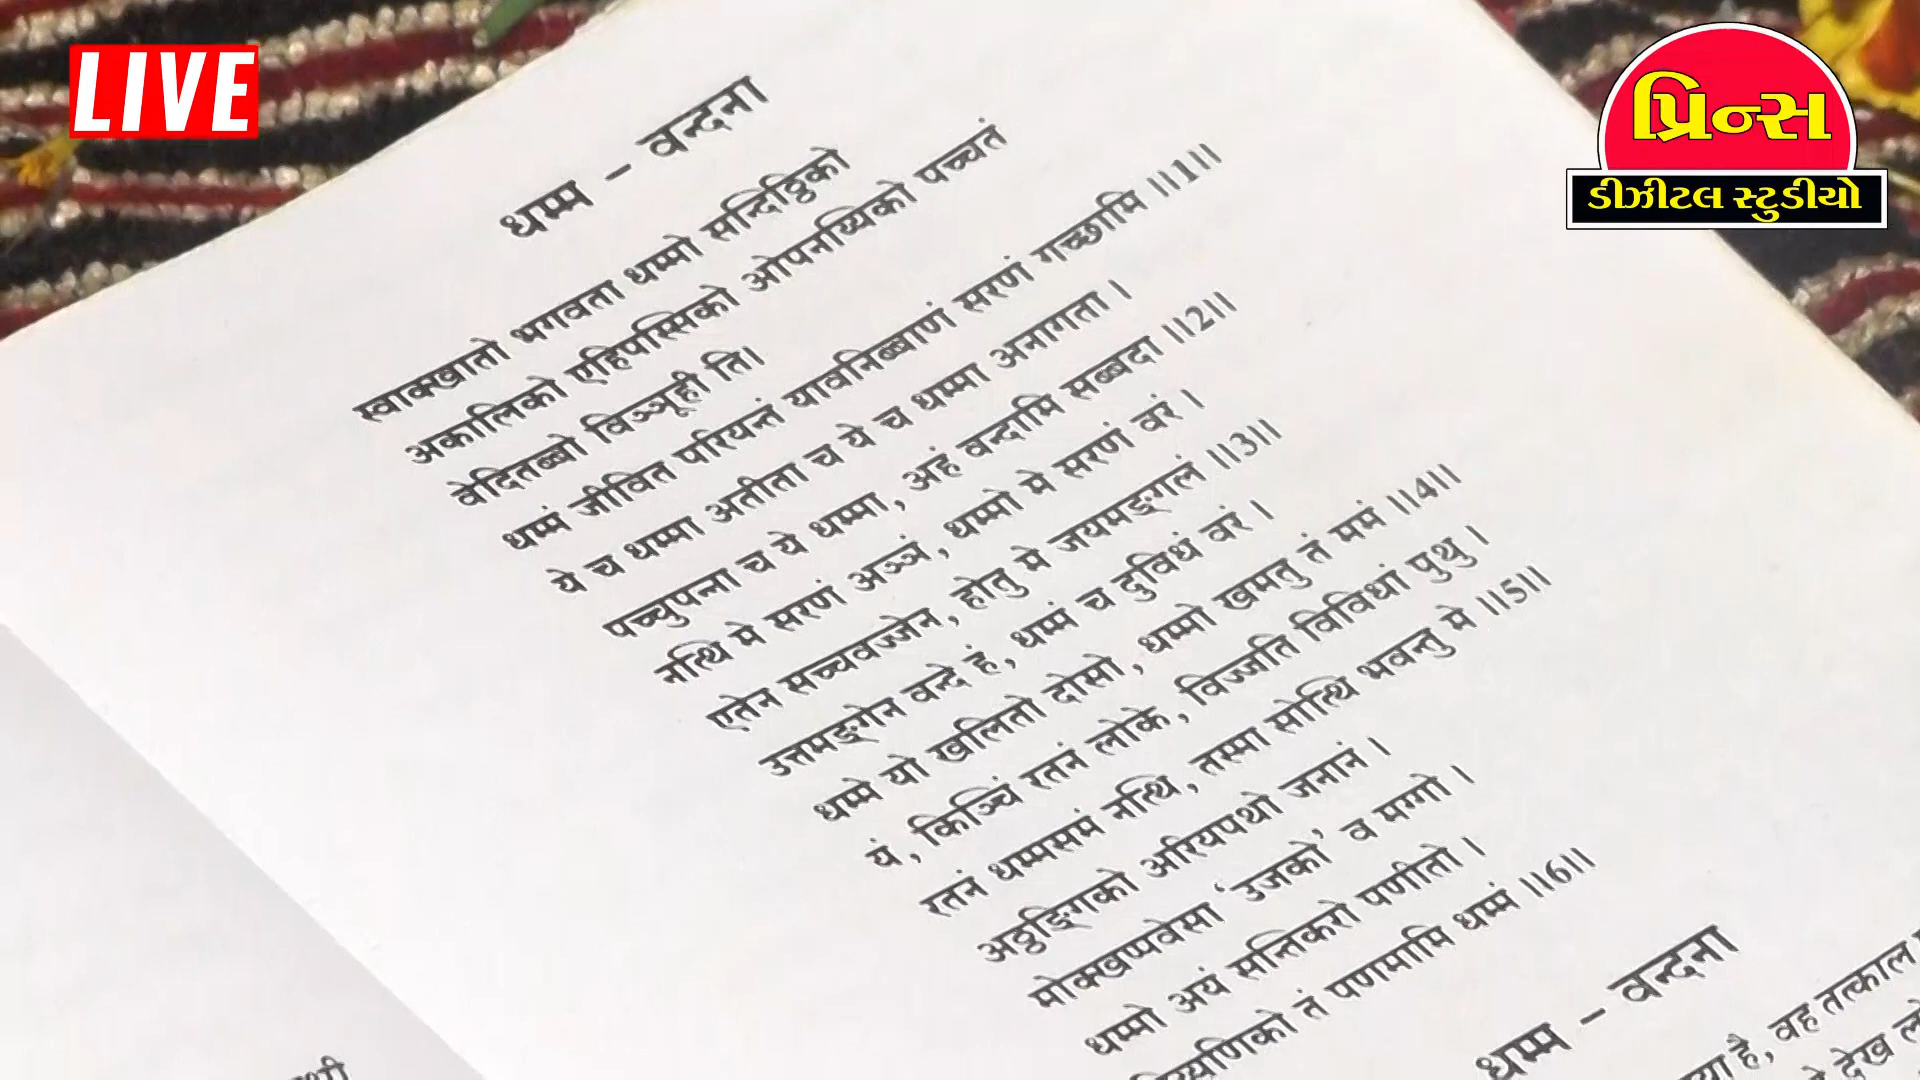 LIVE
પ્રિન્સ
ડીઝીટલ સ્ટુડીયો
धम्म – वन्दना
स्वाक्खातो भगवता धम्मो सन्दिठ्ठिको
अकालिको एहिपस्सिको ओपनय्यिको पच्चतं
वेदितब्बो विञ्ञूही ति।
धम्मं जीवित परियन्तं यावनिब्बाणं सरणं गच्छामि ।।1।।
ये च धम्मा अतीता च ये च धम्मा अनागता ।
पच्चुपन्ना च ये धम्मा, अहं वन्दामि सब्बदा ।।2।।
नत्थि मे सरणं अञ्ञं, धम्मो मे सरणं वरं ।
एतेन सच्चवज्जेन, होतु मे जयमङ्गलं ।।3।।
उत्तमङ्गेन वन्दे हं, धम्मं च दुविधं वरं ।
धम्मे यो खलितो दोसो, धम्मो खमतु तं ममं ।।4।।
यं, किञ्चिं रतनं लोके, विज्जति विविधां पुथु ।
रतनं धम्मसमं नत्थि, तस्मा सोत्थि भवन्तु मे ।।5।।
अठ्ठङ्गिको अरियपथो जनानं ।
मोक्खप्पवेसा ‘उजको’ व मग्गो ।
धम्मो अयं सन्तिकरो पणीतो ।
तं पणमामि धम्मं ।।6।।
धम्म – वन्दना
है, वह तत्काल
देख